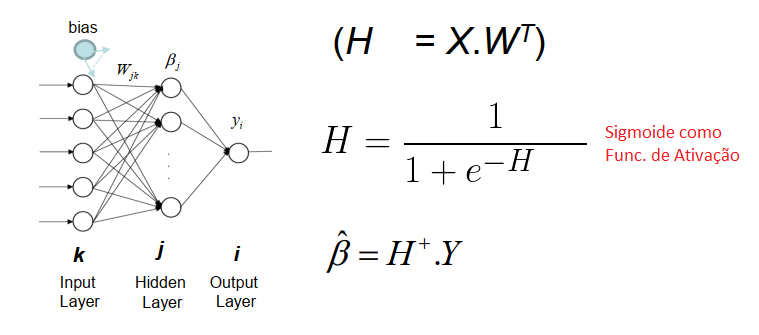 bias
W_jk
β_j
y_i
k
j
i
Input Layer
Hidden Layer
Output Layer
(H = X.W^T)
H = 1 / (1 + e^−H)
Sigmoide como
Func. de Ativação
β̂ = H^+.Y